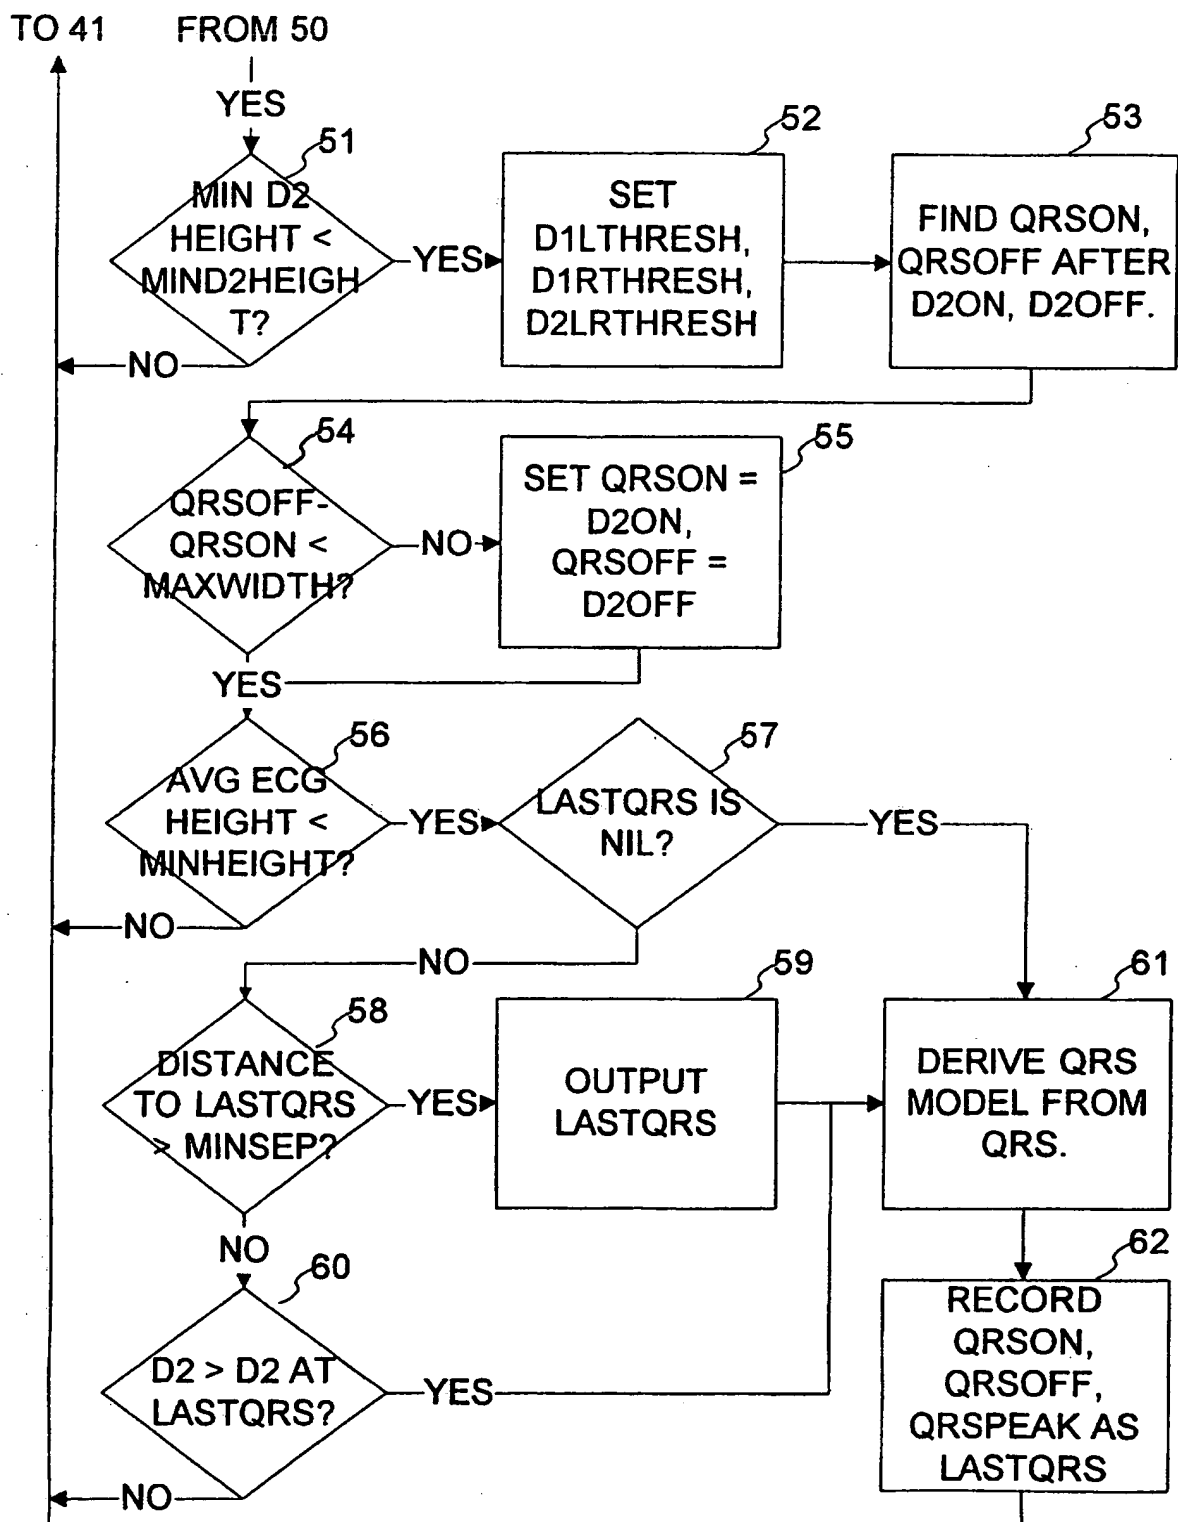 TO 41
FROM 50
YES
51
MIN D2
HEIGHT <
MIND2HEIGH
T?
YES
NO
52
SET
D1LTHRESH,
D1RTHRESH,
D2LRTHRESH
53
FIND QRSON,
QRSOFF AFTER
D2ON, D2OFF.
54
QRSOFF-
QRSON <
MAXWIDTH?
NO
YES
55
SET QRSON =
D2ON,
QRSOFF =
D2OFF
56
AVG ECG
HEIGHT <
MINHEIGHT?
YES
NO
57
LASTQRS IS
NIL?
YES
NO
58
DISTANCE
TO LASTQRS
> MINSEP?
YES
NO
59
OUTPUT
LASTQRS
60
D2 > D2 AT
LASTQRS?
YES
NO
61
DERIVE QRS
MODEL FROM
QRS.
62
RECORD
QRSON,
QRSOFF,
QRSPEAK AS
LASTQRS